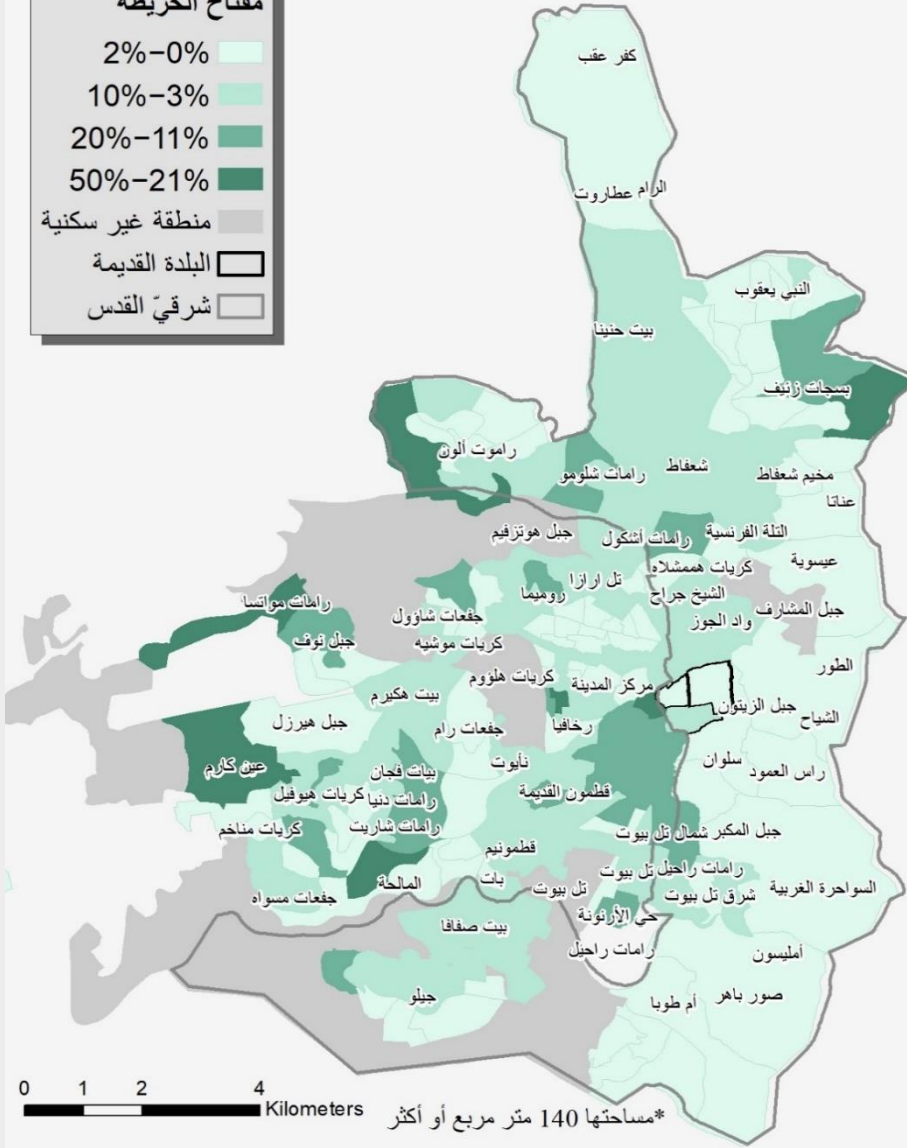 مفتاح الخريطة
2%–0%
10%–3%
20%–11%
50%–21%
منطقة غير سكنية
البلدة القديمة
شرقيّ القدس
كفر عقب
الرام
عطاروت
النبي يعقوب
بيت حنينا
بسجات زئيف
راموت ألون
رامات شلومو
شعفاط
مخيم شعفاط
عناتا
جبل هوتزفيم
رامات أشكول
التلة الفرنسية
كريات هممشلاه
عيسوية
تل ارازا
روميما
الشيخ جراح
رامات مواتسا
جفعات شاؤول
واد الجوز
جبل المشارف
جبل نوف
كريات موشيه
الطور
بيت هكيرم
كريات هلؤوم
مركز المدينة
جبل الزيتون
الشياح
جبل هيرزل
جفعات رام
رخافيا
عين كارم
بيات فجان
نأيوت
سلوان
راس العمود
كريات هيوفيل
رامات دنيا
قطمون القديمة
كريات مناخم
رامات شاريت
شمال تل بيوت
جبل المكبر
قطمونيم
المالحة
بات
تل بيوت
رامات راحيل
جفعات مسواه
تل بيوت
شرق تل بيوت
السواحرة الغربية
حي الأرنونة
بيت صفافا
رامات راحيل
أمليسون
جيلو
أم طوبا
صور باهر
0 1 2 4
Kilometers
*مساحتها 140 متر مربع أو أكثر